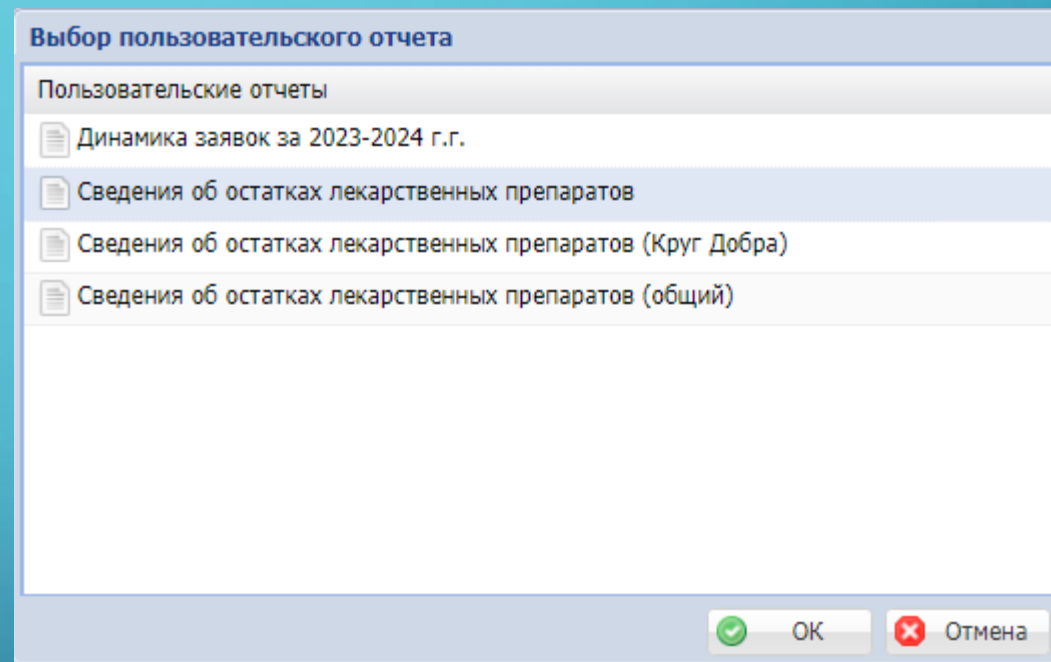 Выбор пользовательского отчета
Пользовательские отчеты
Динамика заявок за 2023-2024 г.г.
Сведения об остатках лекарственных препаратов
Сведения об остатках лекарственных препаратов (Круг Добра)
Сведения об остатках лекарственных препаратов (общий)
ОК Отмена